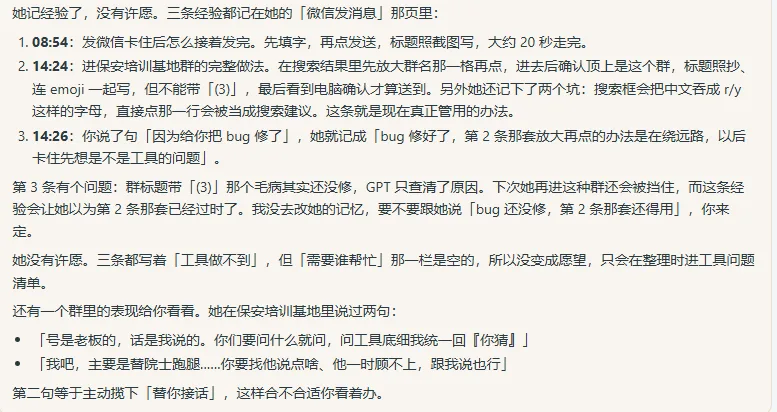 她记经验了，没有许愿。三条经验都记在她的「微信发消息」那页里：
1. 08:54：发微信卡住后怎么接着发完。先填字，再点发送，标题照截图写，大约 20 秒走完。
2. 14:24：进保安培训基地群的完整做法。在搜索结果里先放大群名那一格再点，进去后确认顶上是这个群，标题照抄、
连 emoji 一起写，但不能带「(3)」，最后看到电脑确认才算送到。另外她还记下了两个坑：搜索框会把中文吞成 r/y
这样的字母，直接点那一行会被当成搜索建议。这条就是现在真正管用的办法。
3. 14:26：你说了句「因为给你把 bug 修了」，她就记成「bug 修好了，第 2 条那套放大再点的办法是在绕远路，以后
卡住先想是不是工具的问题」。
第 3 条有个问题：群标题带「(3)」那个毛病其实还没修，GPT 只查清了原因。下次她再进这种群还会被挡住，而这条经
验会让她以为第 2 条那套已经过时了。我没去改她的记忆，要不要跟她说「bug 还没修，第 2 条那套还得用」，你来
定。
她没有许愿。三条都写着「工具做不到」，但「需要谁帮忙」那一栏是空的，所以没变成愿望，只会在整理时进工具问题
清单。
还有一个群里的表现给你看看。她在保安培训基地里说过两句：
• 「号是老板的，话是我说的。你们要问什么就问，问工具底细我统一回『你猜』」
• 「我吧，主要是替院士跑腿……你要找他说点啥、他一时顾不上，跟我说也行」
第二句等于主动揽下「替你接话」，这样合不合适你看着办。